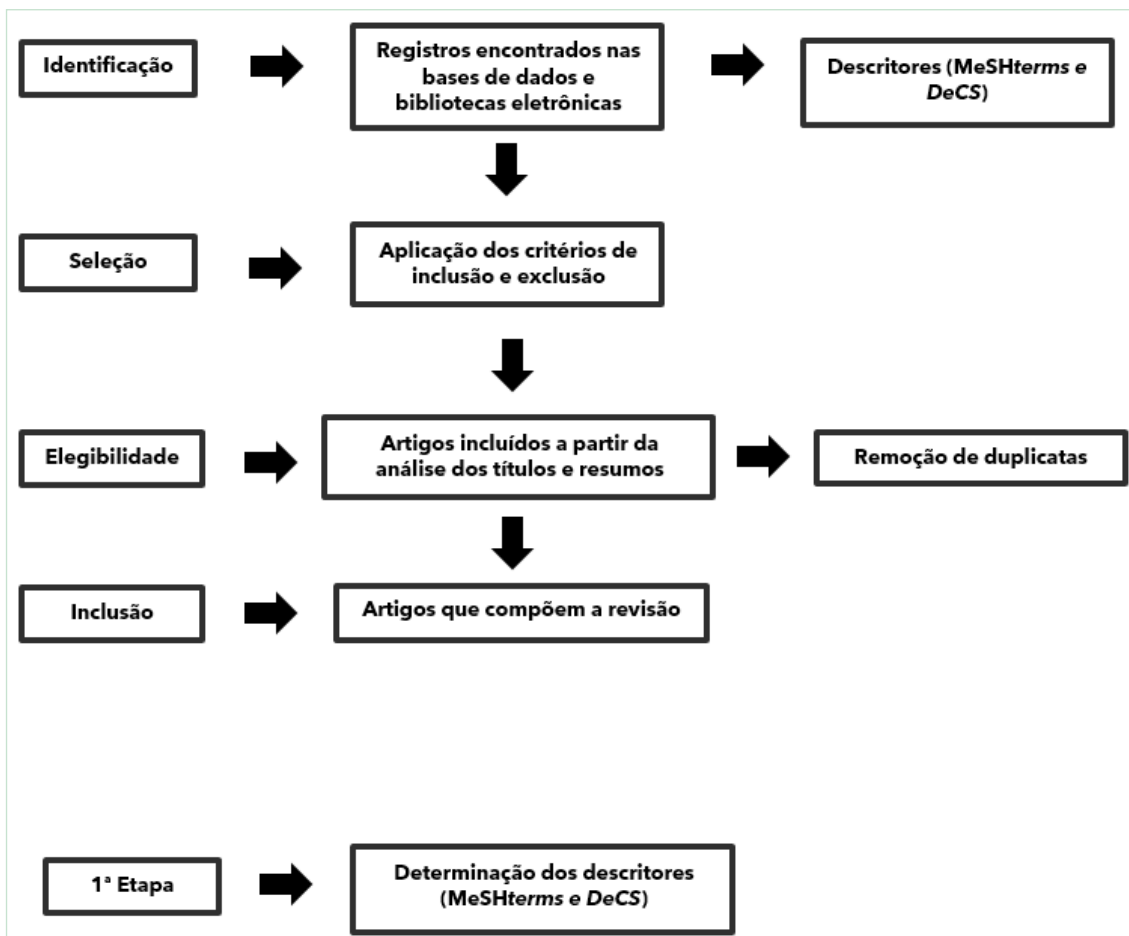 Identificação
Registros encontrados nas
bases de dados e
bibliotecas eletrônicas
Descritores (MeSHterms e
DeCS)
Seleção
Aplicação dos critérios de
inclusão e exclusão
Elegibilidade
Artigos incluídos a partir da
análise dos títulos e resumos
Remoção de duplicatas
Inclusão
Artigos que compõem a revisão
1ª Etapa
Determinação dos descritores
(MeSHterms e DeCS)